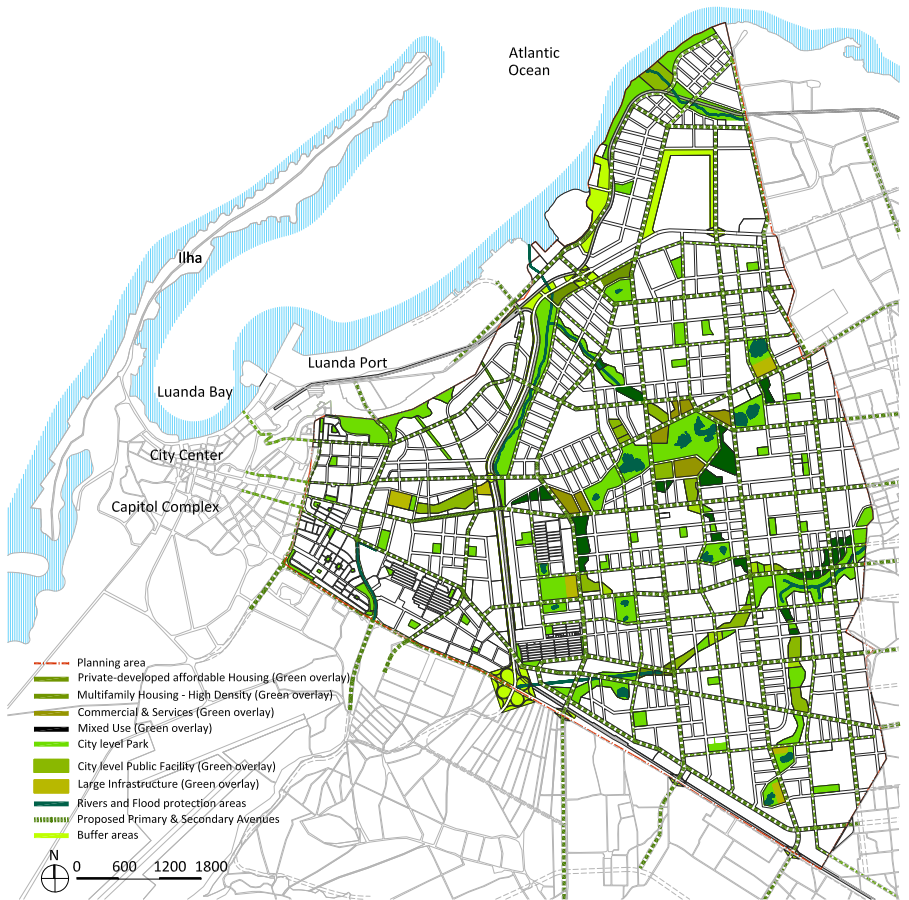 Atlantic
Ocean
Ilha
Luanda Port
Luanda Bay
City Center
Capitol Complex
Planning area
Private-developed affordable Housing (Green overlay)
Multifamily Housing - High Density (Green overlay)
Commercial & Services (Green overlay)
Mixed Use (Green overlay)
City level Park
City level Public Facility (Green overlay)
Large Infrastructure (Green overlay)
Rivers and Flood protection areas
Proposed Primary & Secondary Avenues
Buffer areas
N
0 600 1200 1800